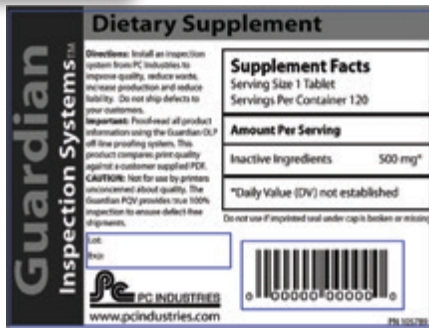 Guardian
Inspection Systems™
Dietary Supplement
Directions: Install an inspection
system from PC Industries to
improve quality, reduce waste,
increase production and reduce
liability. Do not ship defects to
your customers.
Important: Proofread all product
information using the Guardian OLP
off line proofing system. This
product compares print quality
against a customer supplied PDF.
CAUTION: Not for use by printers
unconcerned about quality. The
Guardian PQV provides true 100%
inspection to ensure defect-free
shipments.
Lot:
Exp:
PC INDUSTRIES
www.pcindustries.com
Supplement Facts
Serving Size 1 Tablet
Servings Per Container 120
Amount Per Serving
Inactive Ingredients 500 mg*
*Daily Value (DV) not established
Do not use if imprinted seal under cap is broken or missing
0 00000 00000 0
PN 105789